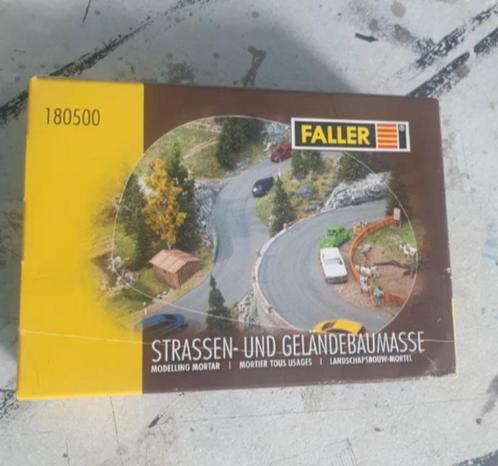 180500
FALLER
STRASSEN- UND GELÄNDEBAUMASSE
MODELLING MORTAR | MORTIER TOUS USAGES | LANDSCHAPSBOUW-MORTEL